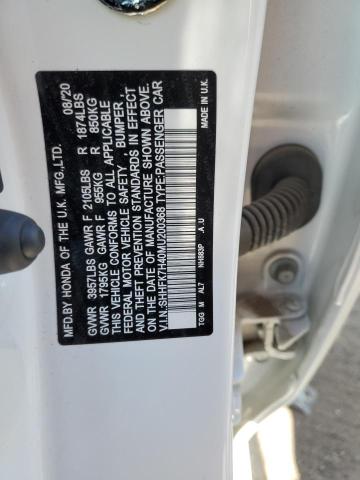 MFD.BY HONDA OF THE U.K. MFG.,LTD. 08/20
GVWR 3957LBS GAWR F 2105LBS R 1874LBS
GVWR 1795KG GAWR F 955KG R 850KG
THIS VEHICLE CONFORMS TO ALL APPLICABLE
FEDERAL MOTOR VEHICLE SAFETY, BUMPER,
AND THEFT PREVENTION STANDARDS IN EFFECT
ON THE DATE OF MANUFACTURE SHOWN ABOVE.
V.I.N.:SHHFK7H40MU200368 TYPE:PASSENGER CAR
MADE IN U.K.
TGG M AL7 NH883P .A.U